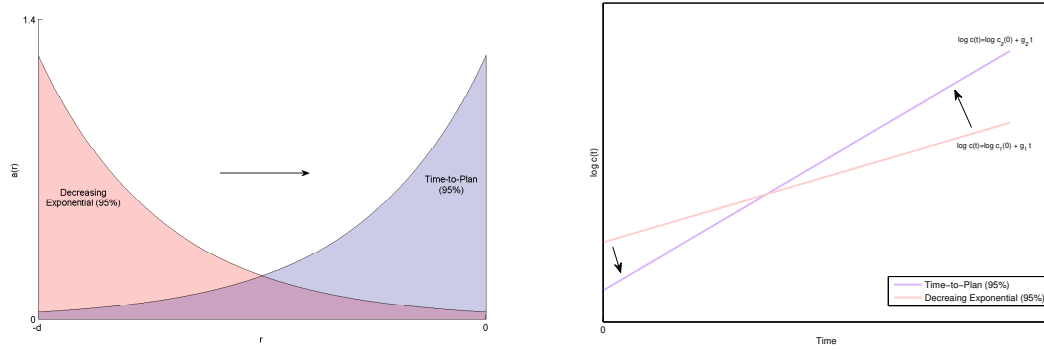 1.4
a(r)
Decreasing
Exponential (95%)
Time-to-Plan
(95%)
0
-d
0
r
log c(t)
log c(t)=log c2(0) + g2 t
log c(t)=log c1(0) + g1 t
Time−to−Plan (95%)
Decreaing Exponential (95%)
0
Time